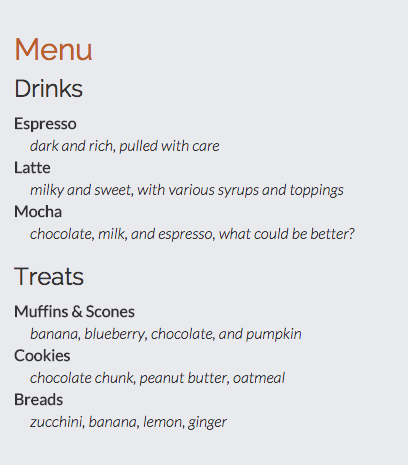 Menu
Drinks
Espresso
dark and rich, pulled with care
Latte
milky and sweet, with various syrups and toppings
Mocha
chocolate, milk, and espresso, what could be better?
Treats
Muffins & Scones
banana, blueberry, chocolate, and pumpkin
Cookies
chocolate chunk, peanut butter, oatmeal
Breads
zucchini, banana, lemon, ginger